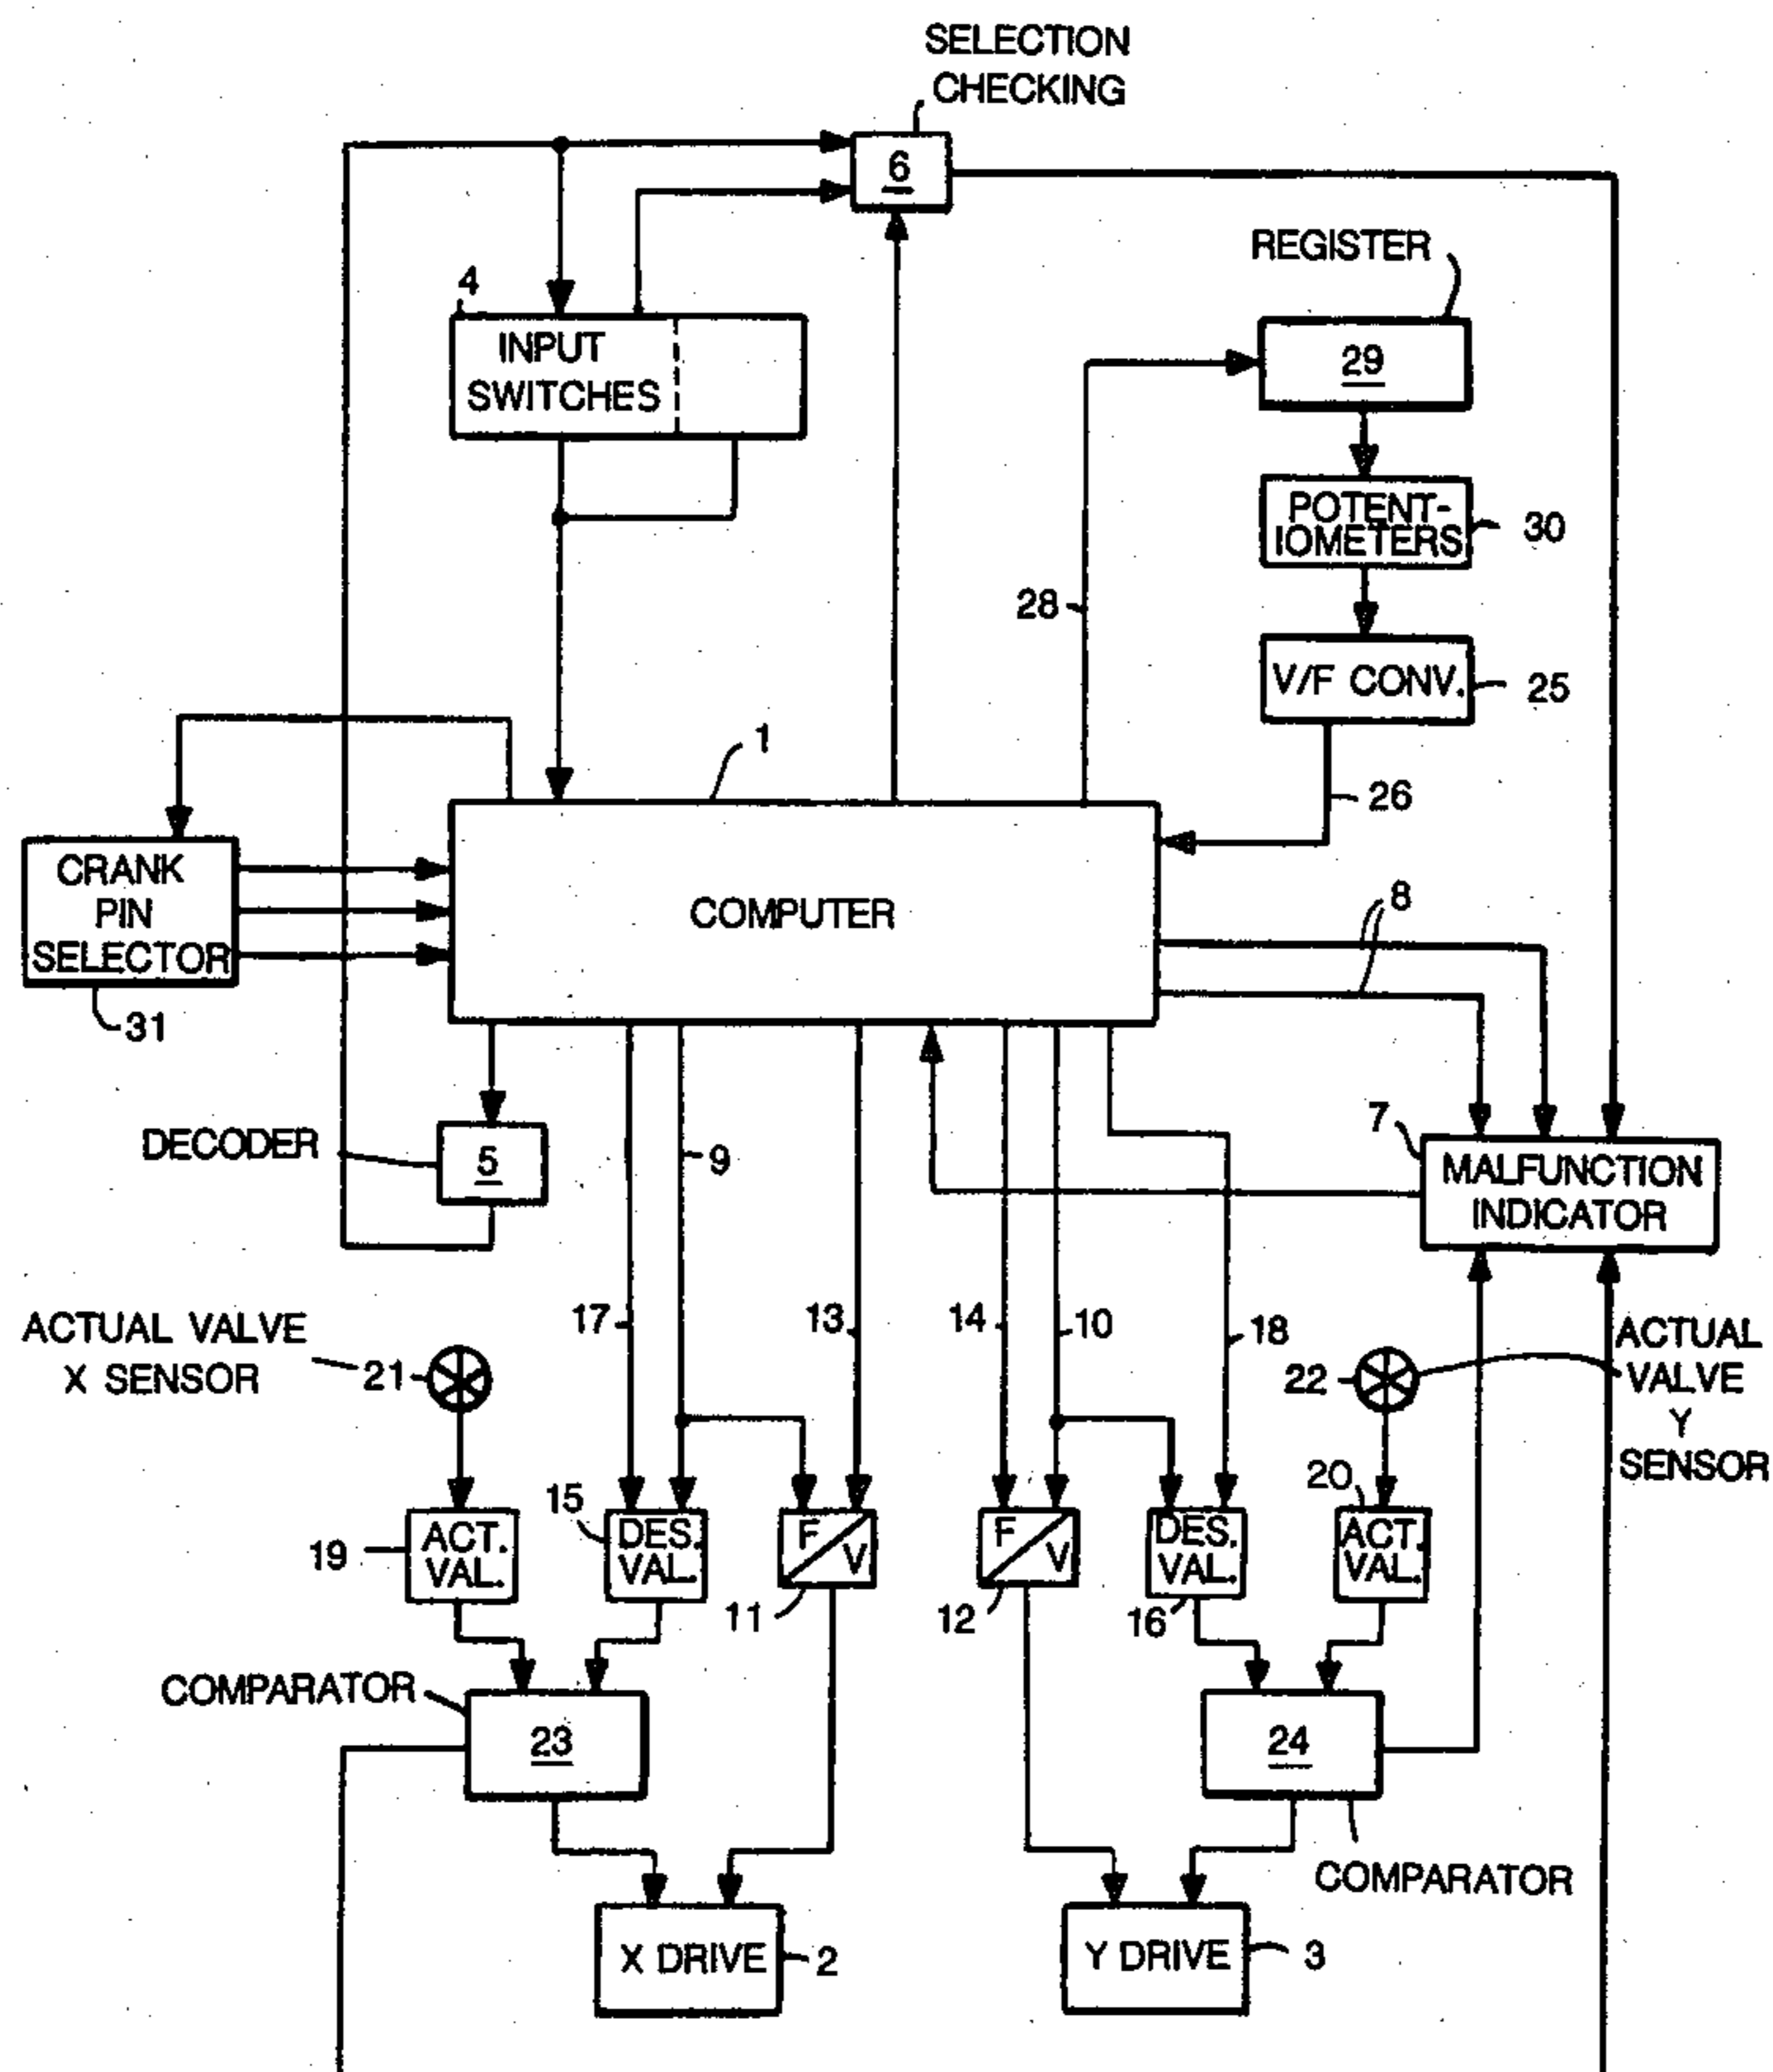 SELECTION
CHECKING
6
REGISTER
4
INPUT
SWITCHES
29
POTENT-
IOMETERS
30
28
V/F CONV.
25
1
26
CRANK
PIN
SELECTOR
COMPUTER
8
31
7
DECODER
5
9
MALFUNCTION
INDICATOR
17
13
14
10
18
ACTUAL VALVE
X SENSOR
21
22
ACTUAL
VALVE
Y
SENSOR
15
20
19
ACT.
VAL.
DES.
VAL.
F
V
F
V
DES.
VAL.
ACT.
VAL.
11
12
16
COMPARATOR
23
24
COMPARATOR
X DRIVE
2
Y DRIVE
3